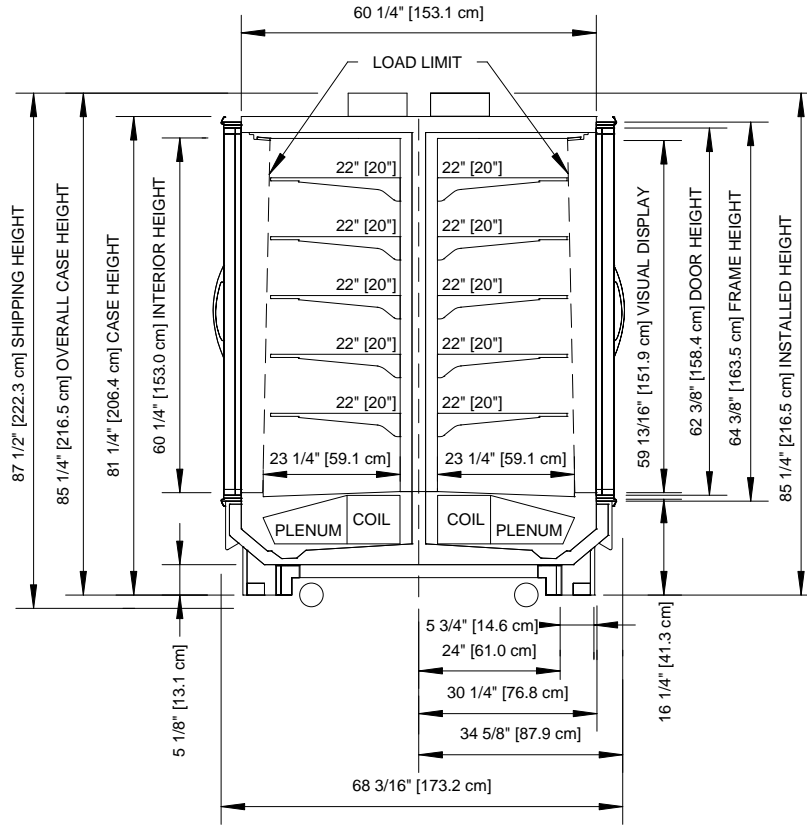 60 1/4" [153.1 cm]
LOAD LIMIT
87 1/2" [222.3 cm] SHIPPING HEIGHT
85 1/4" [216.5 cm] OVERALL CASE HEIGHT
81 1/4" [206.4 cm] CASE HEIGHT
60 1/4" [153.0 cm] INTERIOR HEIGHT
22" [20"]
22" [20"]
22" [20"]
22" [20"]
22" [20"]
22" [20"]
22" [20"]
22" [20"]
22" [20"]
22" [20"]
59 13/16" [151.9 cm] VISUAL DISPLAY
62 3/8" [158.4 cm] DOOR HEIGHT
64 3/8" [163.5 cm] FRAME HEIGHT
85 1/4" [216.5 cm] INSTALLED HEIGHT
23 1/4" [59.1 cm]
23 1/4" [59.1 cm]
PLENUM
COIL
COIL
PLENUM
5 1/8" [13.1 cm]
5 3/4" [14.6 cm]
24" [61.0 cm]
30 1/4" [76.8 cm]
34 5/8" [87.9 cm]
16 1/4" [41.3 cm]
68 3/16" [173.2 cm]